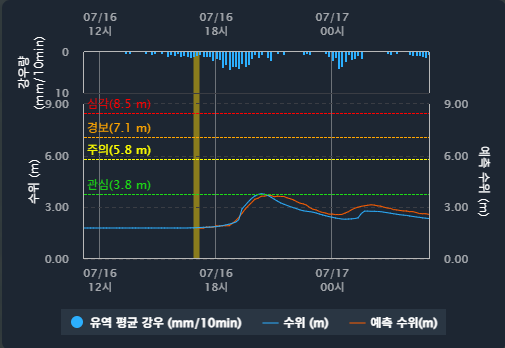 07/16 07/16 07/17
12시 18시 00시
강우량
(mm/10min)
0
10
9.00 9.00
심각(8.5 m)
경보(7.1 m)
6.00 6.00
주의(5.8 m)
수위 (m)
예측 수위 (m)
관심(3.8 m)
3.00 3.00
0.00 0.00
07/16 07/16 07/17
12시 18시 00시
유역 평균 강우 (mm/10min) 수위 (m) 예측 수위(m)